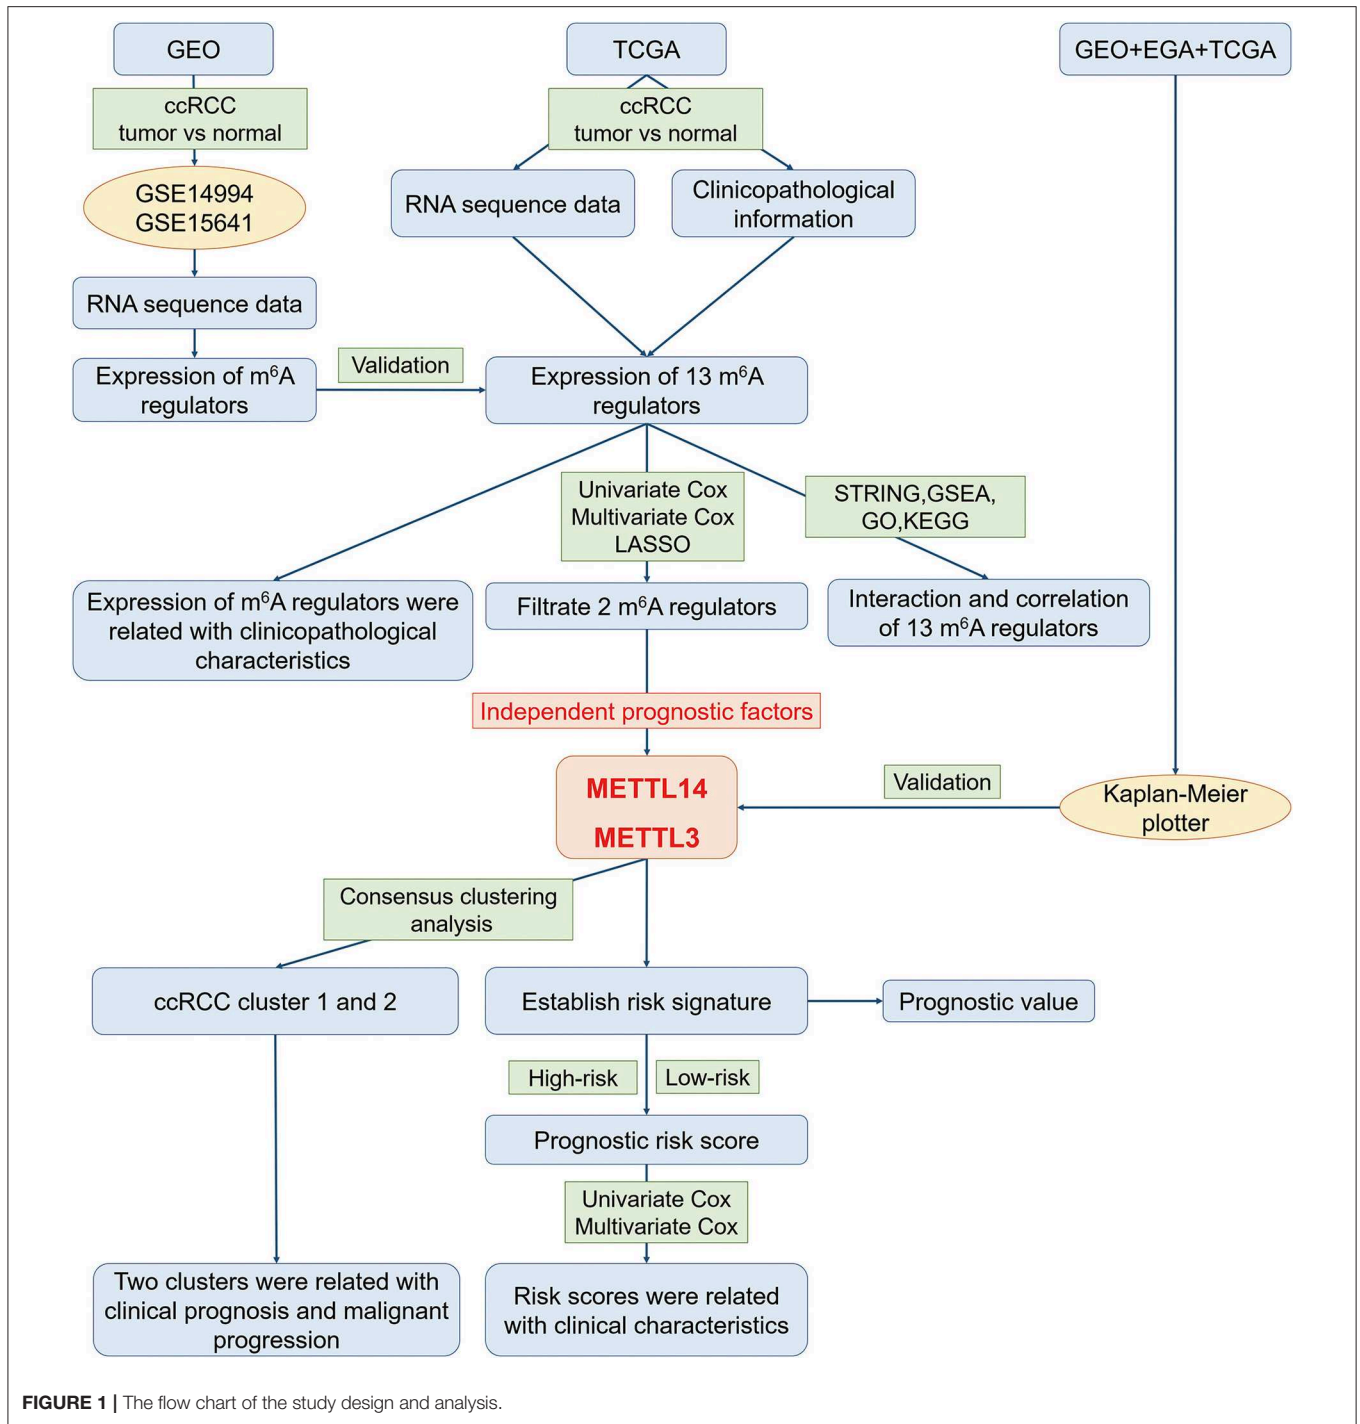 GEO
TCGA
GEO+EGA+TCGA
ccRCC
tumor vs normal
ccRCC
tumor vs normal
GSE14994
GSE15641
RNA sequence data
Clinicopathological
information
RNA sequence data
Expression of m⁶A
regulators
Validation
Expression of 13 m⁶A
regulators
Univariate Cox
Multivariate Cox
LASSO
STRING,GSEA,
GO,KEGG
Expression of m⁶A regulators were
related with clinicopathological
characteristics
Filtrate 2 m⁶A regulators
Interaction and correlation
of 13 m⁶A regulators
Independent prognostic factors
METTL14
METTL3
Validation
Kaplan-Meier
plotter
Consensus clustering
analysis
ccRCC cluster 1 and 2
Establish risk signature
Prognostic value
High-risk
Low-risk
Prognostic risk score
Univariate Cox
Multivariate Cox
Two clusters were related with
clinical prognosis and malignant
progression
Risk scores were related
with clinical characteristics
FIGURE 1 | The flow chart of the study design and analysis.